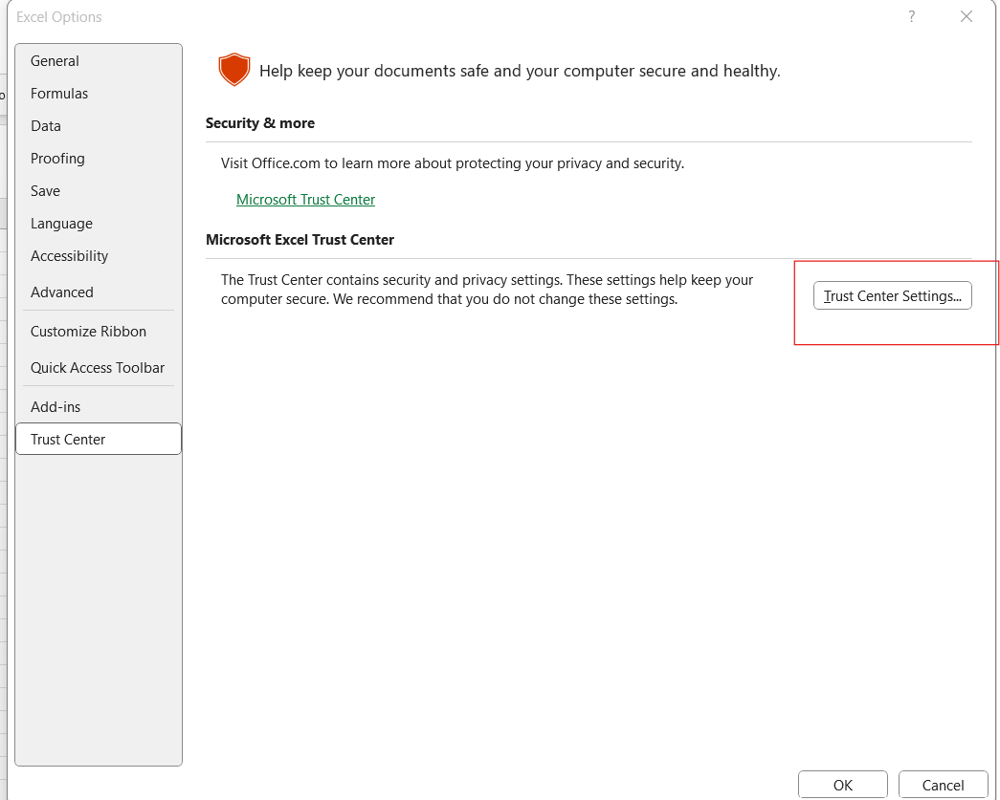 Excel Options
?
General
Formulas
Data
Proofing
Save
Language
Accessibility
Advanced
Customize Ribbon
Quick Access Toolbar
Add-ins
Trust Center
Help keep your documents safe and your computer secure and healthy.
Security & more
Visit Office.com to learn more about protecting your privacy and security.
Microsoft Trust Center
Microsoft Excel Trust Center
The Trust Center contains security and privacy settings. These settings help keep your
computer secure. We recommend that you do not change these settings.
Trust Center Settings...
OK
Cancel